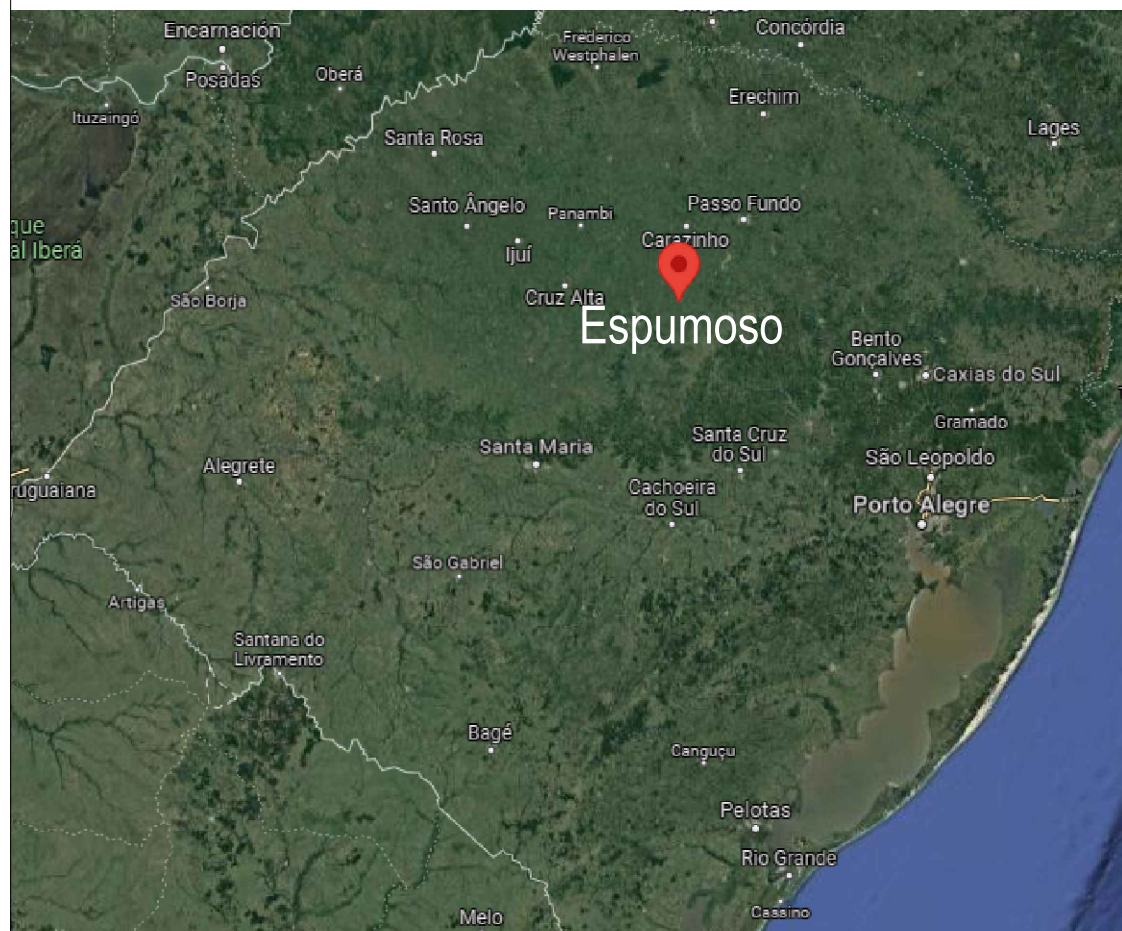 Encarnación
Posadas
Oberá
Ituzaingó
Frederico
Westphalen
Concórdia
Erechim
Lages
Santa Rosa
Santo Ângelo
Panambi
Passo Fundo
Carazinho
Ijuí
que
al Iberá
São Borja
Cruz Alta
Espumoso
Bento
Gonçalves
Caxias do Sul
Gramado
Santa Maria
Santa Cruz
do Sul
São Leopoldo
Alegrete
ruguaiana
Cachoeira
do Sul
Porto Alegre
São Gabriel
Artigas
Santana do
Livramento
Bagé
Canguçu
Pelotas
Rio Grande
Melo
Cassino